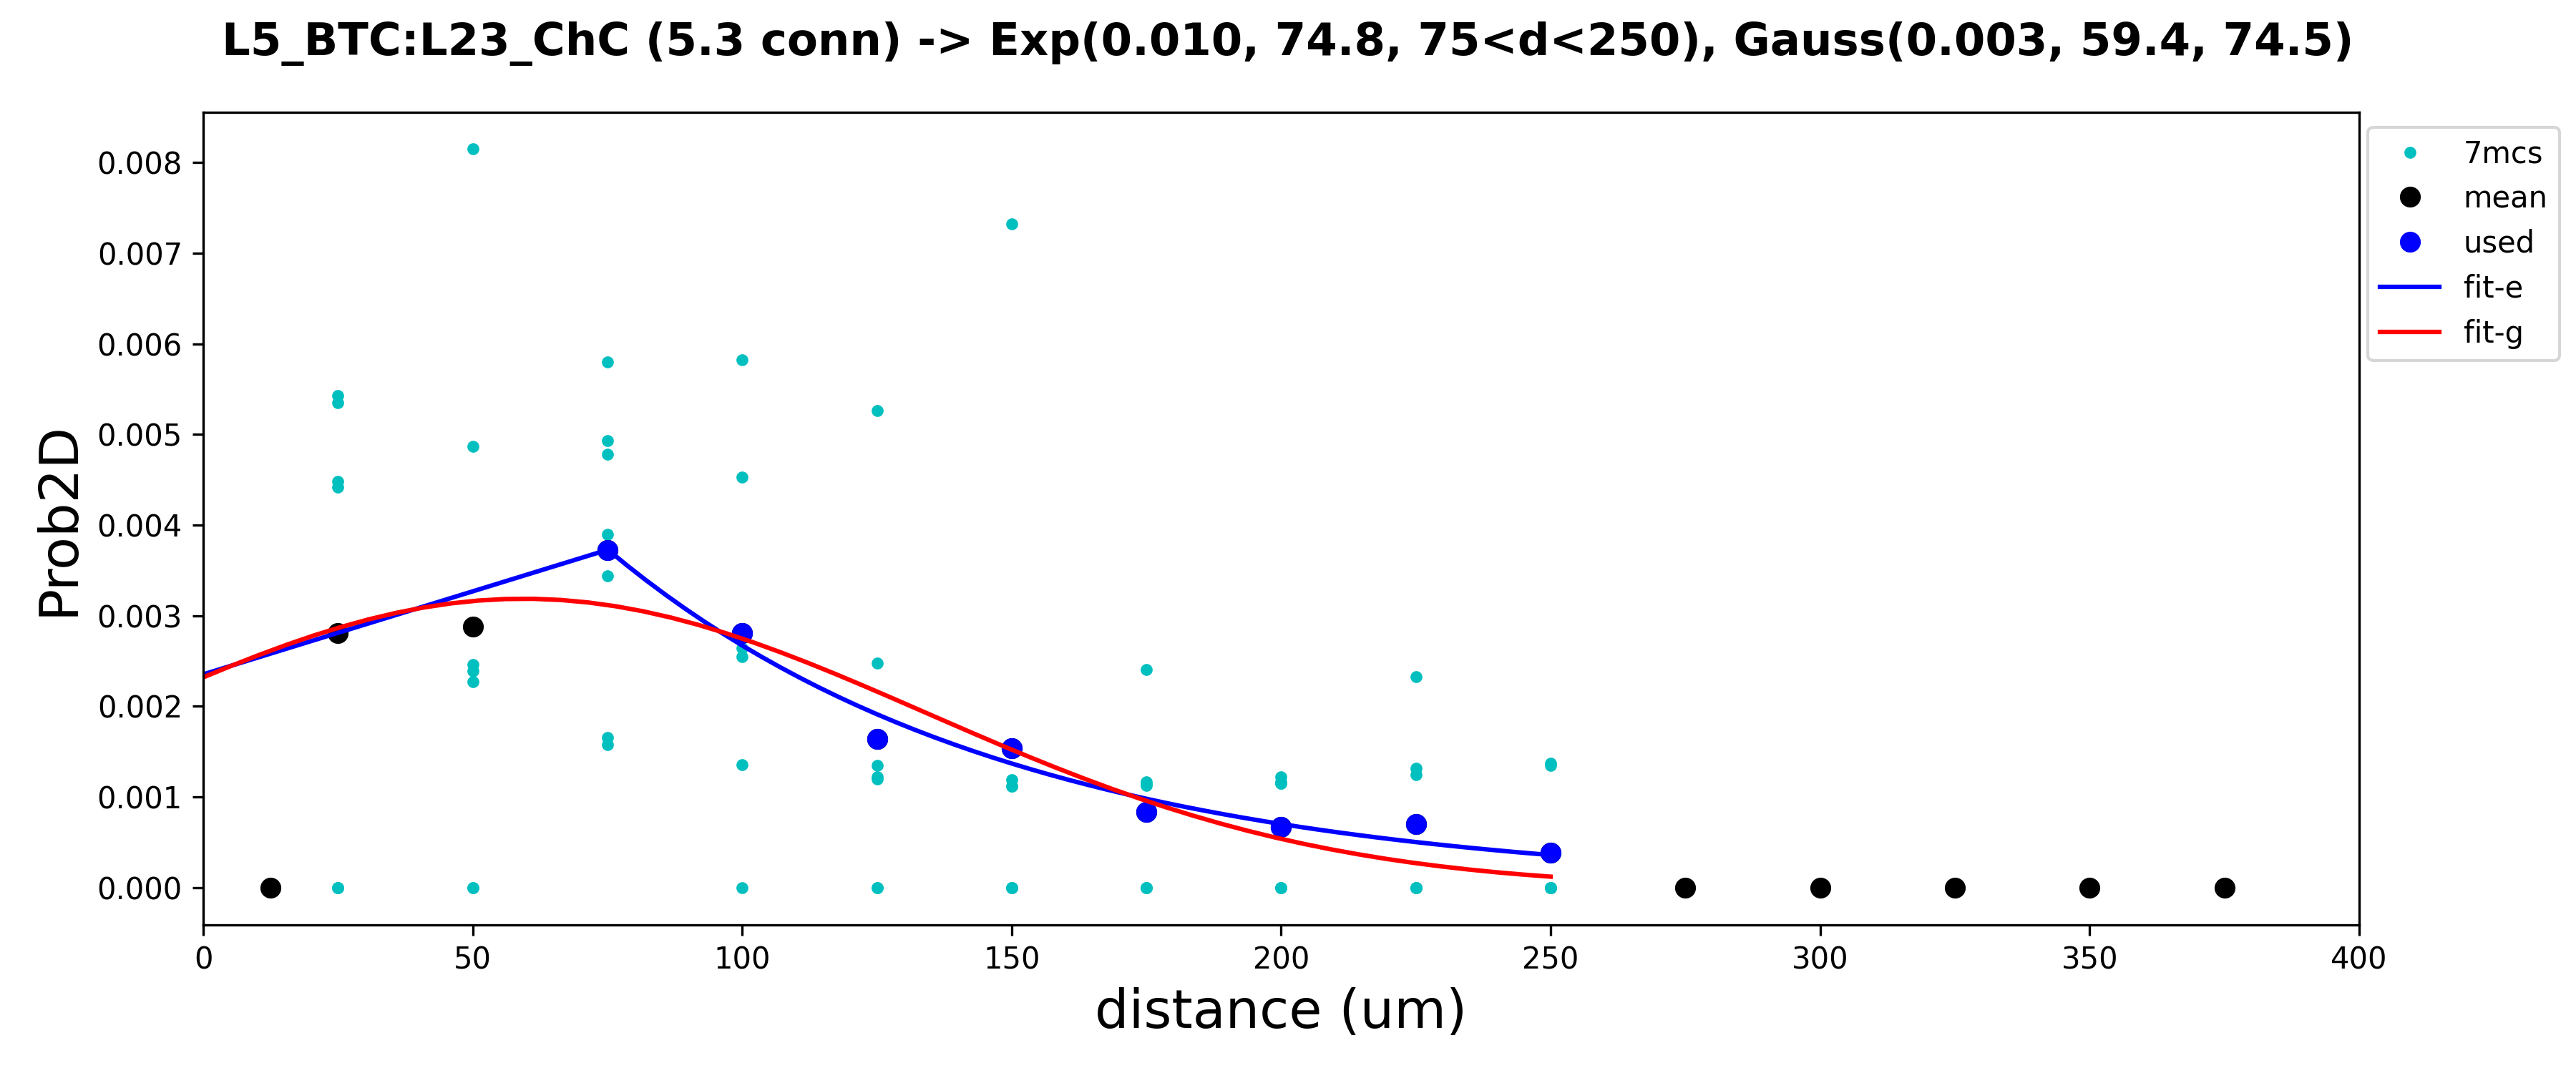 L5_BTC:L23_ChC (5.3 conn) -> Exp(0.010, 74.8, 75<d<250), Gauss(0.003, 59.4, 74.5)
0.008
0.007
0.006
0.005
0.004
0.003
0.002
0.001
0.000
Prob2D
0 50 100 150 200 250 300 350 400
distance (um)
7mcs
mean
used
fit-e
fit-g